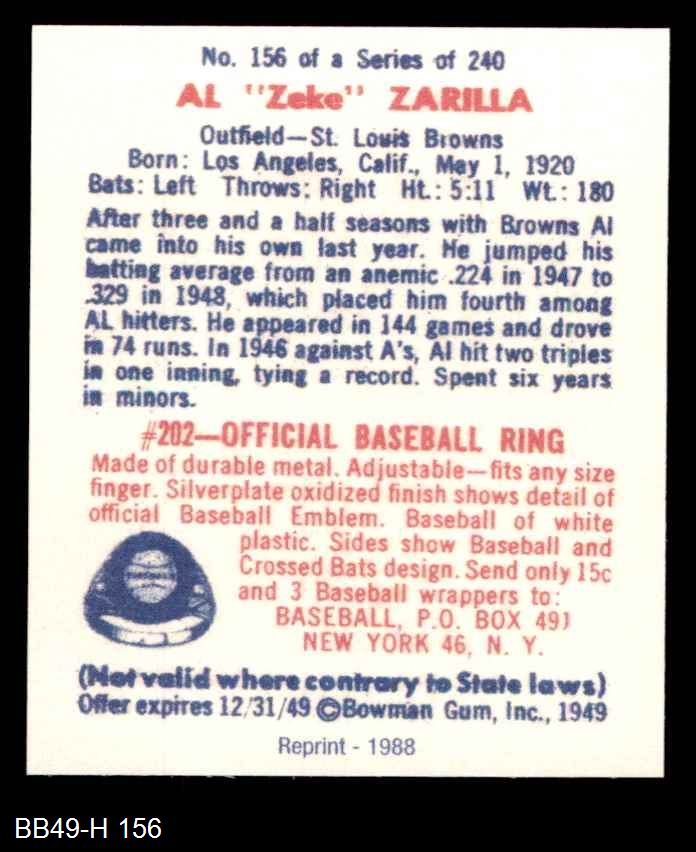 No. 156 of a Series of 240
AL "Zeke" ZARILLA
Outfield—St. Louis Browns
Born: Los Angeles, Calif., May 1, 1920
Bats: Left Throws: Right Ht.: 5:11 Wt.: 180
After three and a half seasons with Browns Al
came into his own last year. He jumped his
batting average from an anemic .224 in 1947 to
.329 in 1948, which placed him fourth among
AL hitters. He appeared in 144 games and drove
in 74 runs. In 1946 against A's, Al hit two triples
in one inning, tying a record. Spent six years
in minors.
#202—OFFICIAL BASEBALL RING
Made of durable metal. Adjustable—fits any size
finger. Silverplate oxidized finish shows detail of
official Baseball Emblem. Baseball of white
plastic. Sides show Baseball and
Crossed Bats design. Send only 15c
and 3 Baseball wrappers to:
BASEBALL, P.O. BOX 491
NEW YORK 46, N. Y.
(Not valid where contrary to State laws)
Offer expires 12/31/49 ©Bowman Gum, Inc., 1949
Reprint - 1988
BB49-H 156